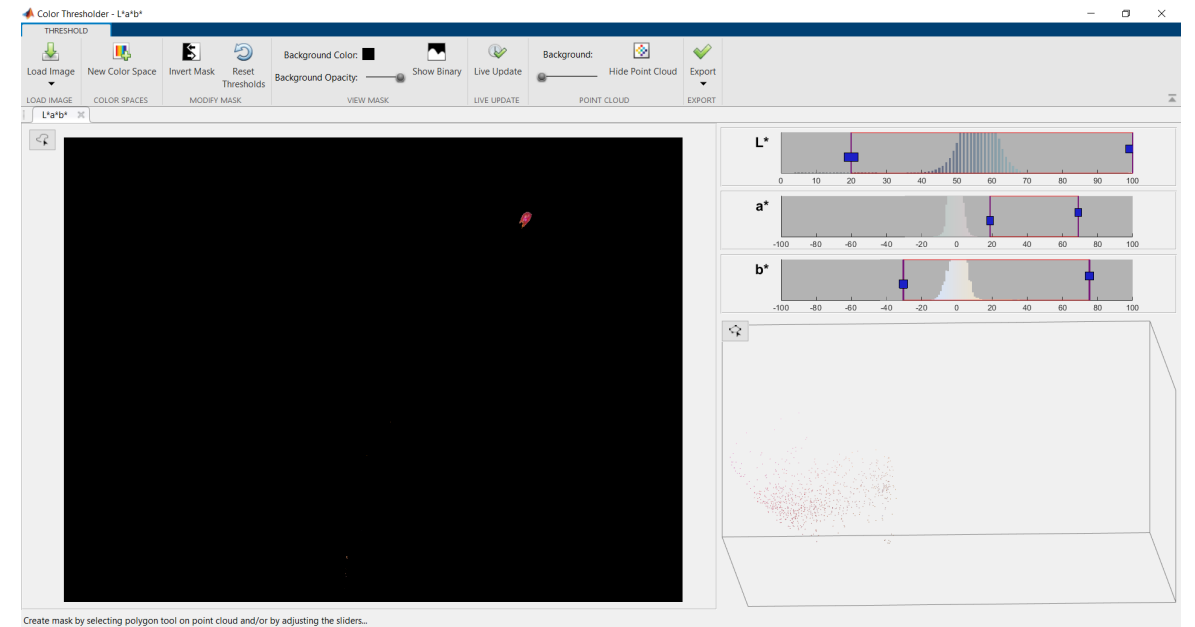 Color Thresholder - L*a*b*
THRESHOLD
Load Image
New Color Space
Invert Mask
Reset
Thresholds
Background Color:
Background Opacity:
Show Binary
Live Update
Background:
Hide Point Cloud
Export
LOAD IMAGE
COLOR SPACES
MODIFY MASK
VIEW MASK
LIVE UPDATE
POINT CLOUD
EXPORT
L*a*b*
L*
0 10 20 30 40 50 60 70 80 90 100
a*
-100 -80 -60 -40 -20 0 20 40 60 80 100
b*
-100 -80 -60 -40 -20 0 20 40 60 80 100
Create mask by selecting polygon tool on point cloud and/or by adjusting the sliders...